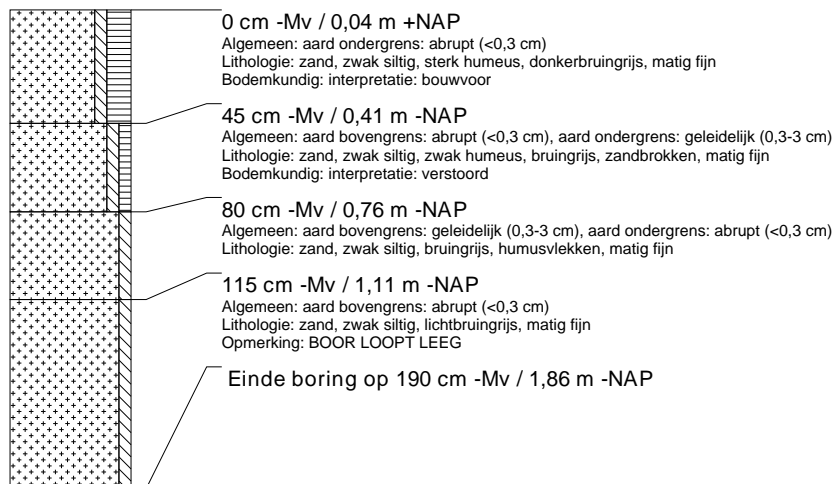 0 cm -Mv / 0,04 m +NAP
Algemeen: aard ondergrens: abrupt (<0,3 cm)
Lithologie: zand, zwak siltig, sterk humeus, donkerbruingrijs, matig fijn
Bodemkundig: interpretatie: bouwvoor
45 cm -Mv / 0,41 m -NAP
Algemeen: aard bovengrens: abrupt (<0,3 cm), aard ondergrens: geleidelijk (0,3-3 cm)
Lithologie: zand, zwak siltig, zwak humeus, bruingrijs, zandbrokken, matig fijn
Bodemkundig: interpretatie: verstoord
80 cm -Mv / 0,76 m -NAP
Algemeen: aard bovengrens: geleidelijk (0,3-3 cm), aard ondergrens: abrupt (<0,3 cm)
Lithologie: zand, zwak siltig, bruingrijs, humusvlekken, matig fijn
115 cm -Mv / 1,11 m -NAP
Algemeen: aard bovengrens: abrupt (<0,3 cm)
Lithologie: zand, zwak siltig, lichtbruingrijs, matig fijn
Opmerking: BOOR LOOPT LEEG
Einde boring op 190 cm -Mv / 1,86 m -NAP